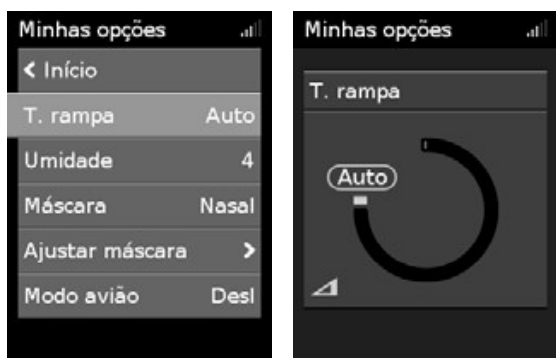 Minhas opções
< Início
T. rampa Auto
Umidade 4
Máscara Nasal
Ajustar máscara >
Modo avião Desl
Minhas opções
T. rampa
Auto